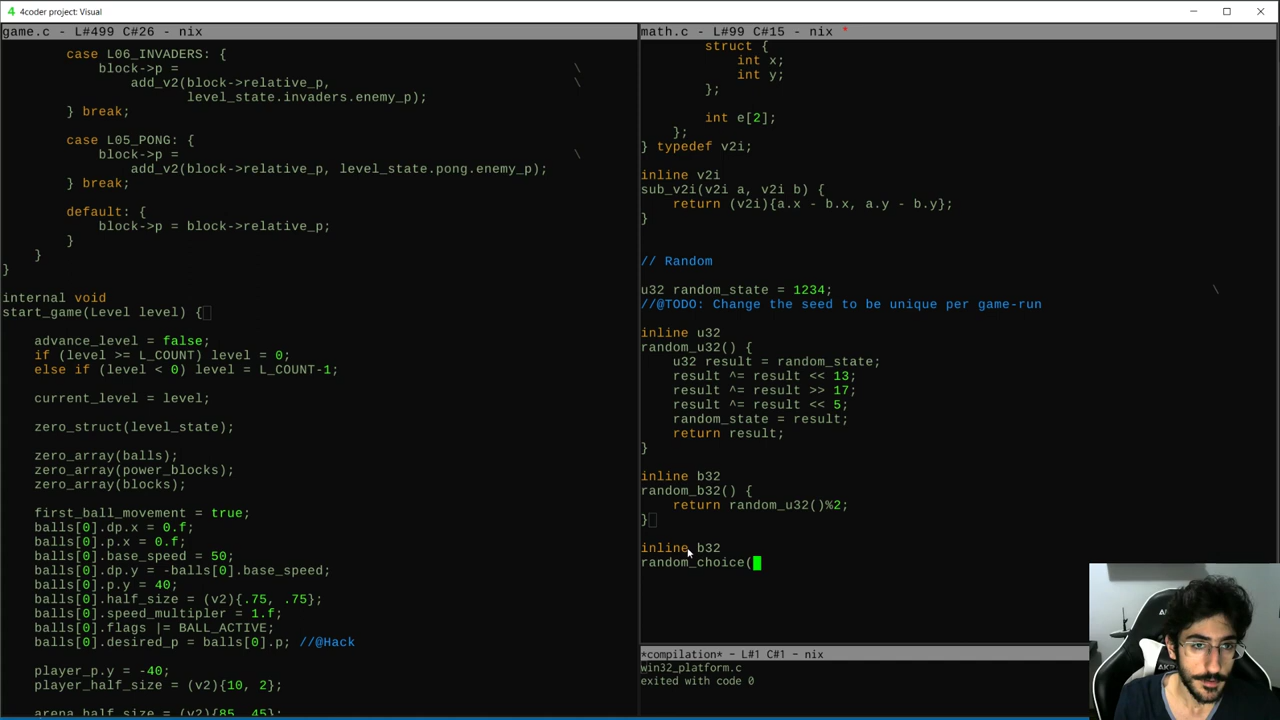 4coder project: Visual
game.c - L#499 C#26 - nix
case L06_INVADERS: {
block->p = \
add_v2(block->relative_p, \
level_state.invaders.enemy_p);
} break;
case L05_PONG: {
block->p = \
add_v2(block->relative_p, level_state.pong.enemy_p);
} break;
default: {
block->p = block->relative_p;
}
}
}
internal void
start_game(Level level) {
advance_level = false;
if (level >= L_COUNT) level = 0;
else if (level < 0) level = L_COUNT-1;
current_level = level;
zero_struct(level_state);
zero_array(balls);
zero_array(power_blocks);
zero_array(blocks);
first_ball_movement = true;
balls[0].dp.x = 0.f;
balls[0].p.x = 0.f;
balls[0].base_speed = 50;
balls[0].dp.y = -balls[0].base_speed;
balls[0].p.y = 40;
balls[0].half_size = (v2){.75, .75};
balls[0].speed_multipler = 1.f;
balls[0].flags |= BALL_ACTIVE;
balls[0].desired_p = balls[0].p; //@Hack
player_p.y = -40;
player_half_size = (v2){10, 2};
arena_half_size = (v2){85, 45};
math.c - L#99 C#15 - nix *
struct {
int x;
int y;
};
int e[2];
};
} typedef v2i;
inline v2i
sub_v2i(v2i a, v2i b) {
return (v2i){a.x - b.x, a.y - b.y};
}
// Random
u32 random_state = 1234; \
//@TODO: Change the seed to be unique per game-run
inline u32
random_u32() {
u32 result = random_state;
result ^= result << 13;
result ^= result >> 17;
result ^= result << 5;
random_state = result;
return result;
}
inline b32
random_b32() {
return random_u32()%2;
}
inline b32
random_choice(
*compilation* - L#1 C#1 - nix
win32_platform.c
exited with code 0